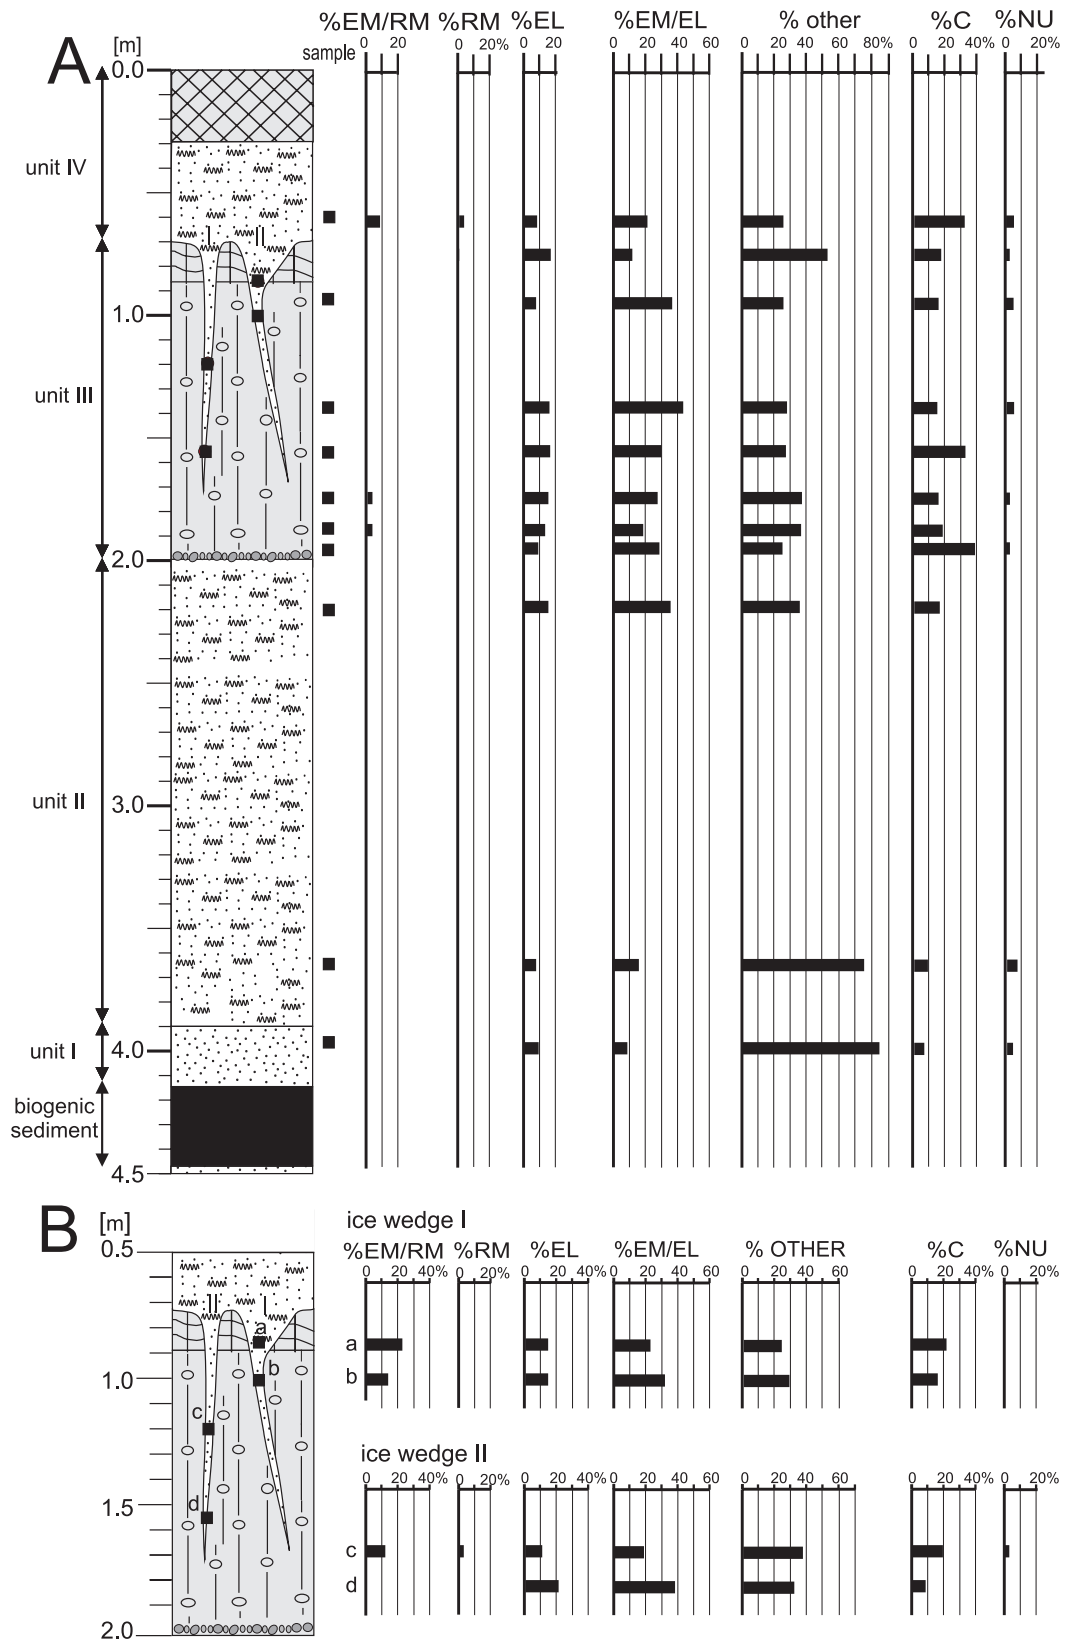 A
[m]
sample
%EM/RM %RM %EL %EM/EL % other %C %NU
0 20 0 20% 0 20 0 20 40 60 0 20 40 60 80% 0 20 40% 0 20%
0.0
unit IV
I II
1.0
unit III
2.0
unit II
3.0
unit I
4.0
biogenic
sediment
4.5
B
[m]
ice wedge I
%EM/RM %RM %EL %EM/EL % OTHER %C %NU
0.5
0 20 40% 0 20% 0 20 40% 0 20 40 60 0 20 40 60 0 20 40% 0 20%
II I
a
a
b
1.0
b
c
ice wedge II
0 20 40% 0 20% 0 20 40% 0 20 40 60 0 20 40 60 0 20 40% 0 20%
1.5
d
c
d
2.0